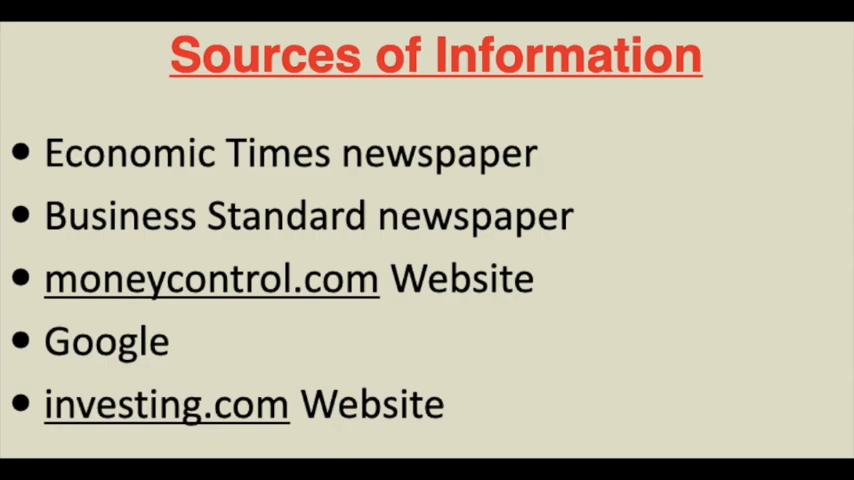 Sources of Information
• Economic Times newspaper
• Business Standard newspaper
• moneycontrol.com Website
• Google
• investing.com Website